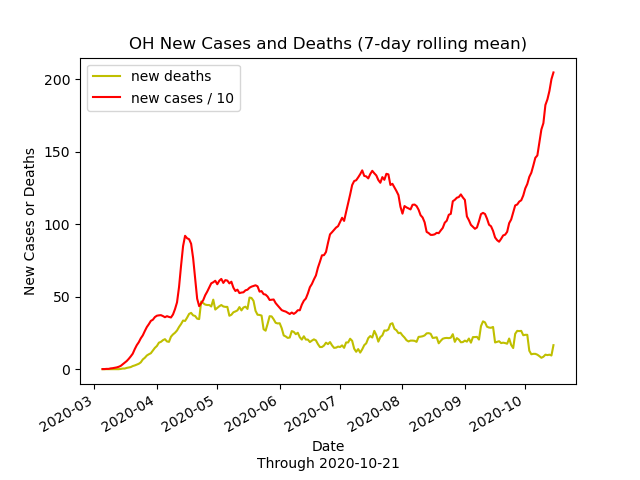 OH New Cases and Deaths (7-day rolling mean)
new deaths
new cases / 10
New Cases or Deaths
200
150
100
50
0
2020-03
2020-04
2020-05
2020-06
2020-07
2020-08
2020-09
2020-10
Date
Through 2020-10-21